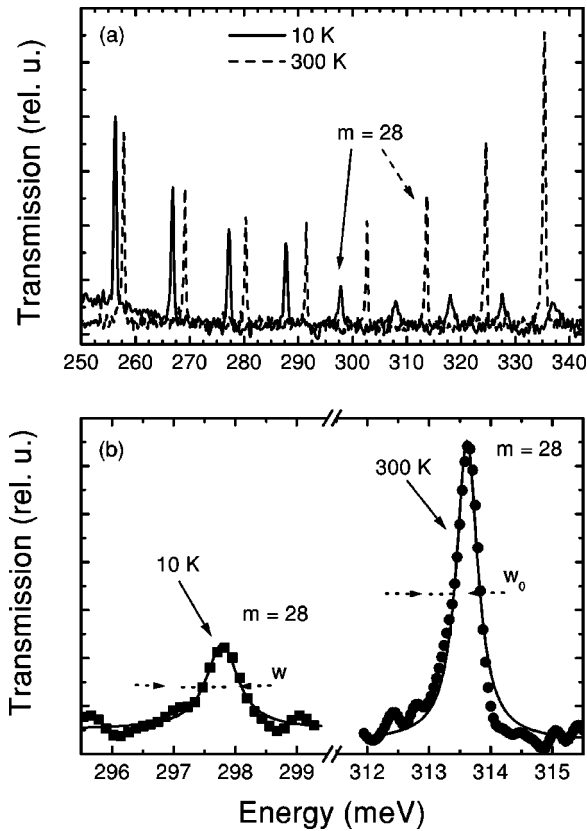 (a)
10 K
300 K
m = 28
Transmission (rel. u.)
250 260 270 280 290 300 310 320 330 340
(b)
m = 28
300 K
10 K
w₀
m = 28
w
Transmission (rel. u.)
296 297 298 299 312 313 314 315
Energy (meV)